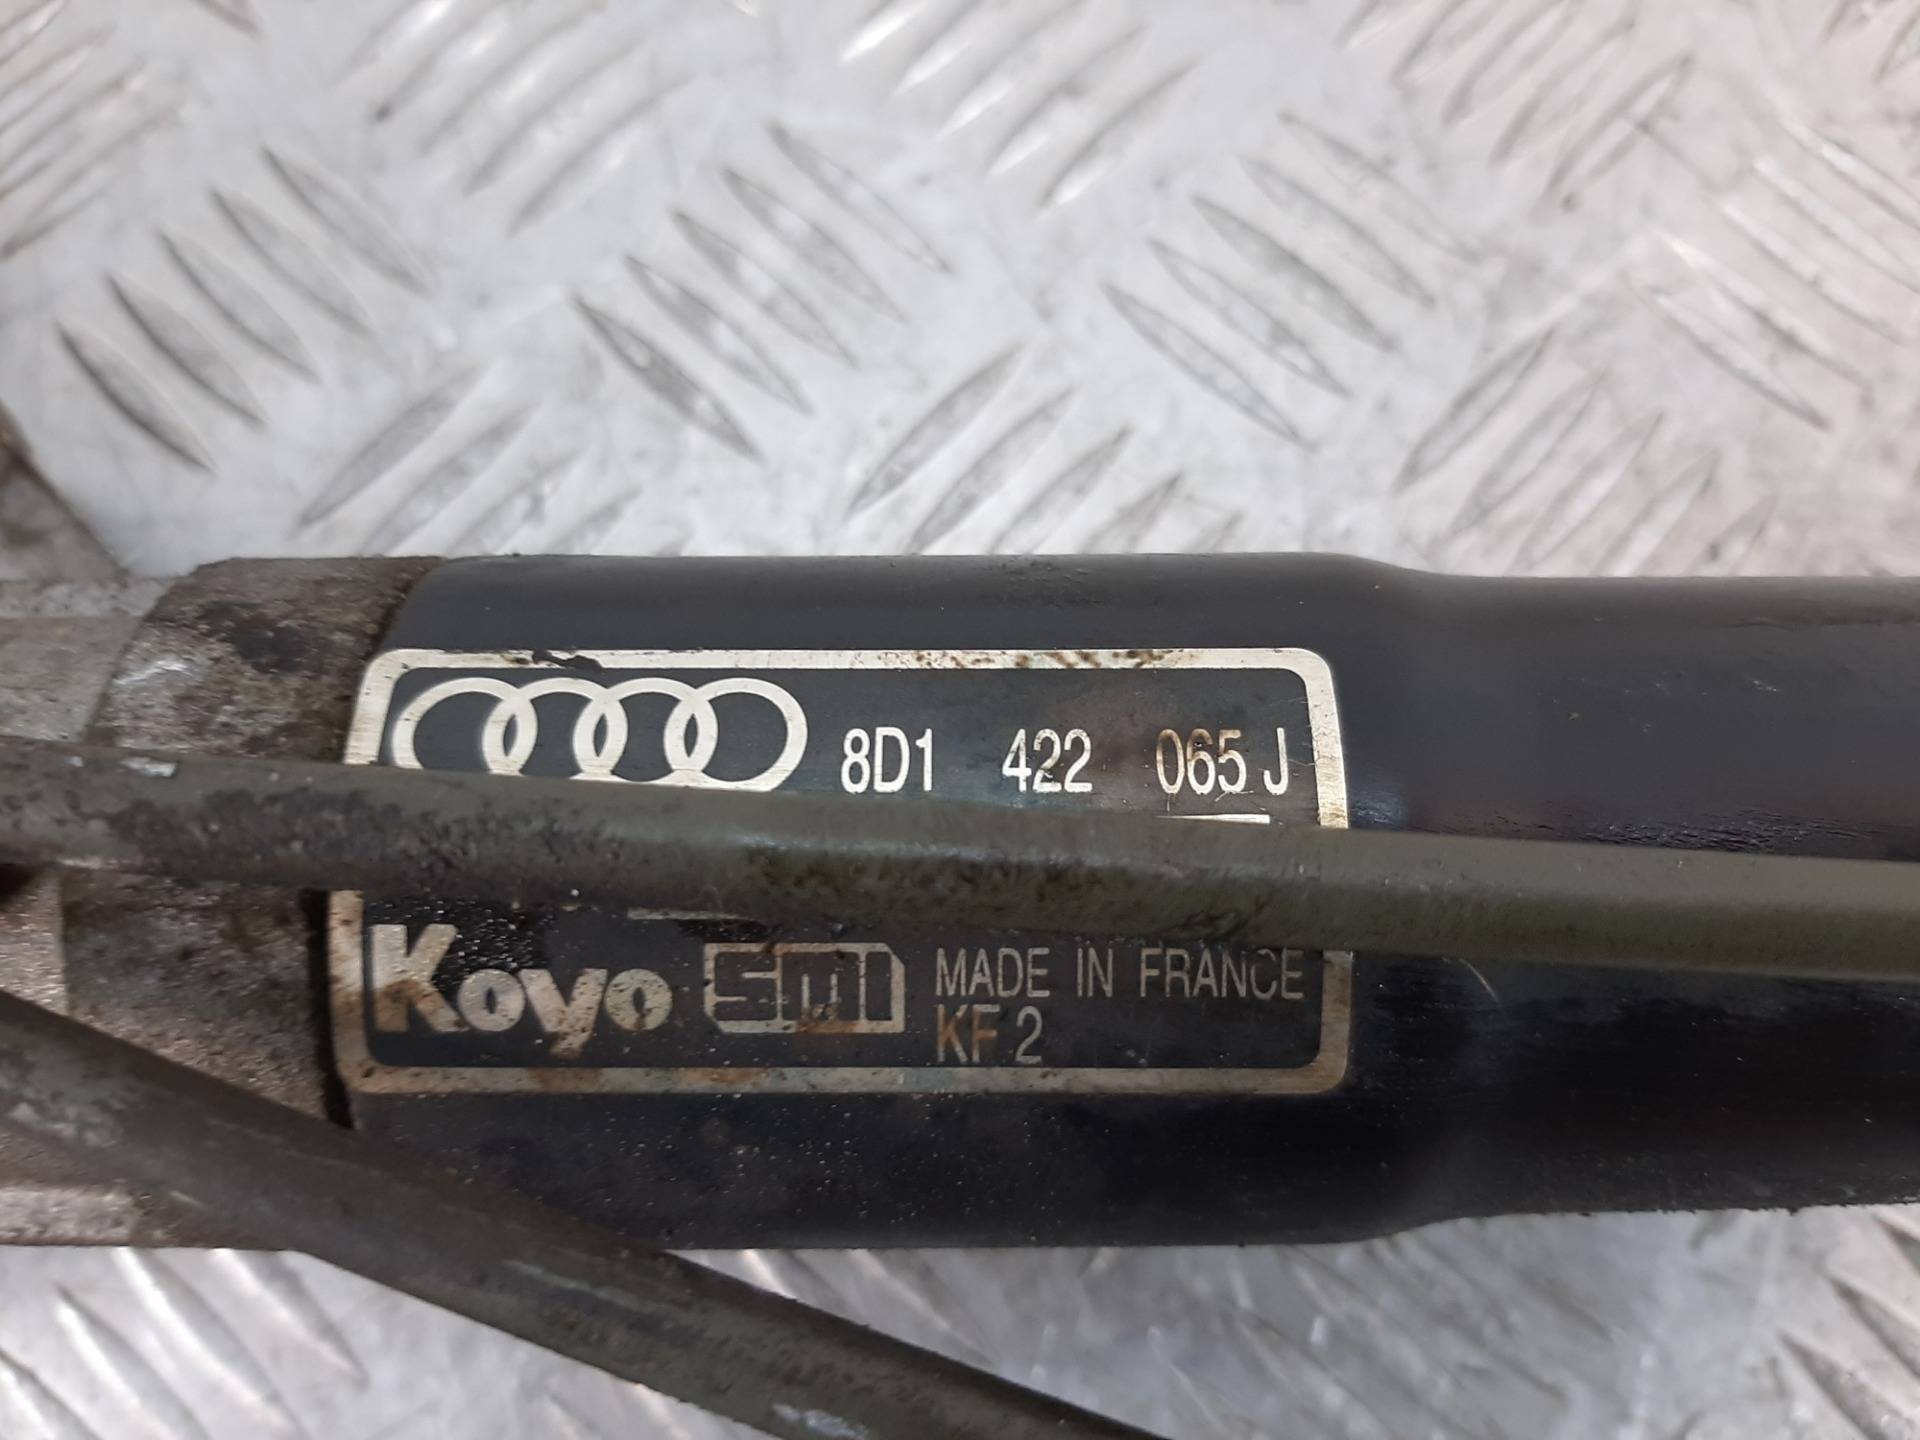 8D1 422 065 J
Koyo SMI MADE IN FRANCE
KF 2